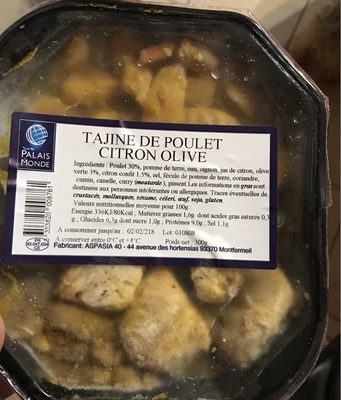 PALAIS
MONDE
TAJINE DE POULET
CITRON OLIVE
Ingrédients : Poulet 30%, pomme de terre, eau, oignon, jus de citron, olive
verte 3%, citron confit 1.5%, sel, fécule de pomme de terre, coriandre,
cumin, canelle, curry (moutarde), piment. Les informations en gras sont
destinées aux personnes intolérantes ou allergiques. Traces éventuelles de
crustacés, mollusques, sésame, céleri, œuf, soja, gluten.
Valeurs nutritionnelles moyenne pour 100g :
Energie 336KJ/80Kcal ; Matières grasses 1,6g dont acides gras saturés 0,3
g ; Glucides 6,3g dont sucre 1,0g ; Protéines 9,0g ; Sel 1,1g
A consommer jusqu'au : 02/02/218 Lot :010808
A conserver entre 0°C et +4°C Poids net : 300g
Fabricant: ASPASIA 40 - 44 avenue des hortensias 93370 Montfermeil